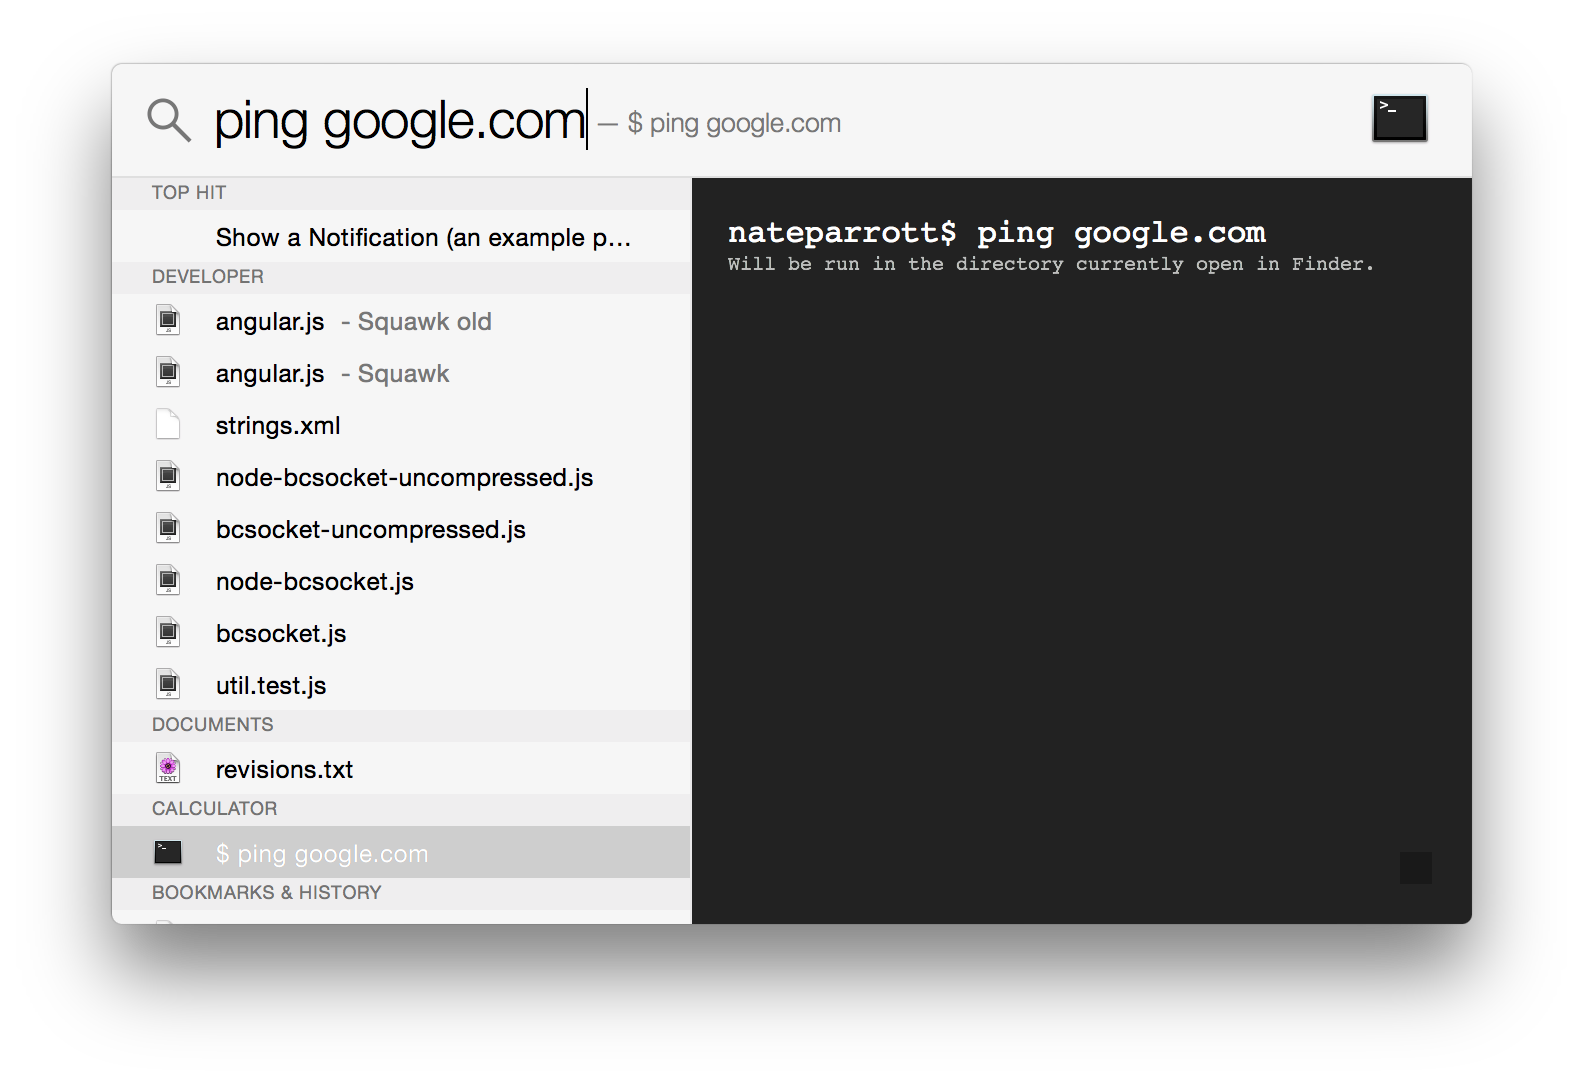 ping google.com — $ ping google.com
TOP HIT
Show a Notification (an example p...
DEVELOPER
angular.js - Squawk old
angular.js - Squawk
strings.xml
node-bcsocket-uncompressed.js
bcsocket-uncompressed.js
node-bcsocket.js
bcsocket.js
util.test.js
DOCUMENTS
TEXT
revisions.txt
CALCULATOR
$ ping google.com
BOOKMARKS & HISTORY
nateparrott$ ping google.com
Will be run in the directory currently open in Finder.